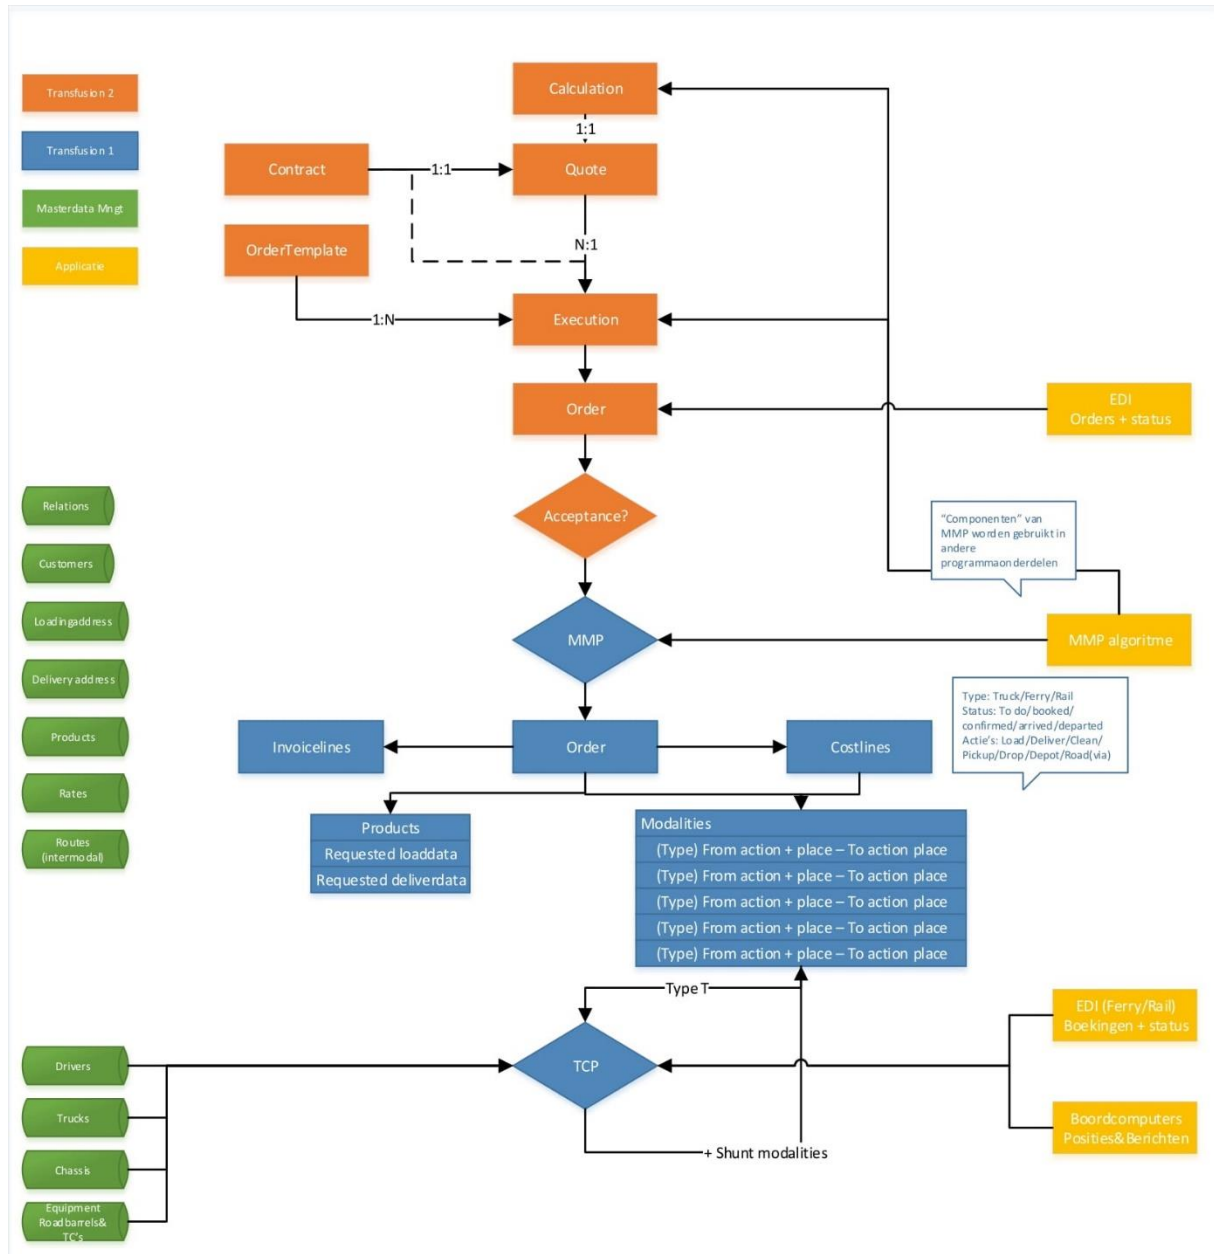 Transfusion 2
Transfusion 1
Masterdata Mngt
Applicatie
Calculation
1:1
Contract
1:1
Quote
OrderTemplate
N:1
1:N
Execution
Order
EDI
Orders + status
Acceptance?
"Componenten" van
MMP worden gebruikt in
andere
programmaonderdelen
MMP
MMP algoritme
Type: Truck/Ferry/Rail
Status: To do/booked/
confirmed/arrived/departed
Actie's: Load/Deliver/Clean/
Pickup/Drop/Depot/Road(via)
Invoicelines
Order
Costlines
Products
Requested loaddata
Requested deliverdata
Modalities
(Type) From action + place – To action place
(Type) From action + place – To action place
(Type) From action + place – To action place
(Type) From action + place – To action place
(Type) From action + place – To action place
Relations
Customers
Loadingaddress
Delivery address
Products
Rates
Routes
(intermodal)
Type T
TCP
+ Shunt modalities
EDI (Ferry/Rail)
Boekingen + status
Boordcomputers
Posities&Berichten
Drivers
Trucks
Chassis
Equipment
Roadbarrels&
TC's